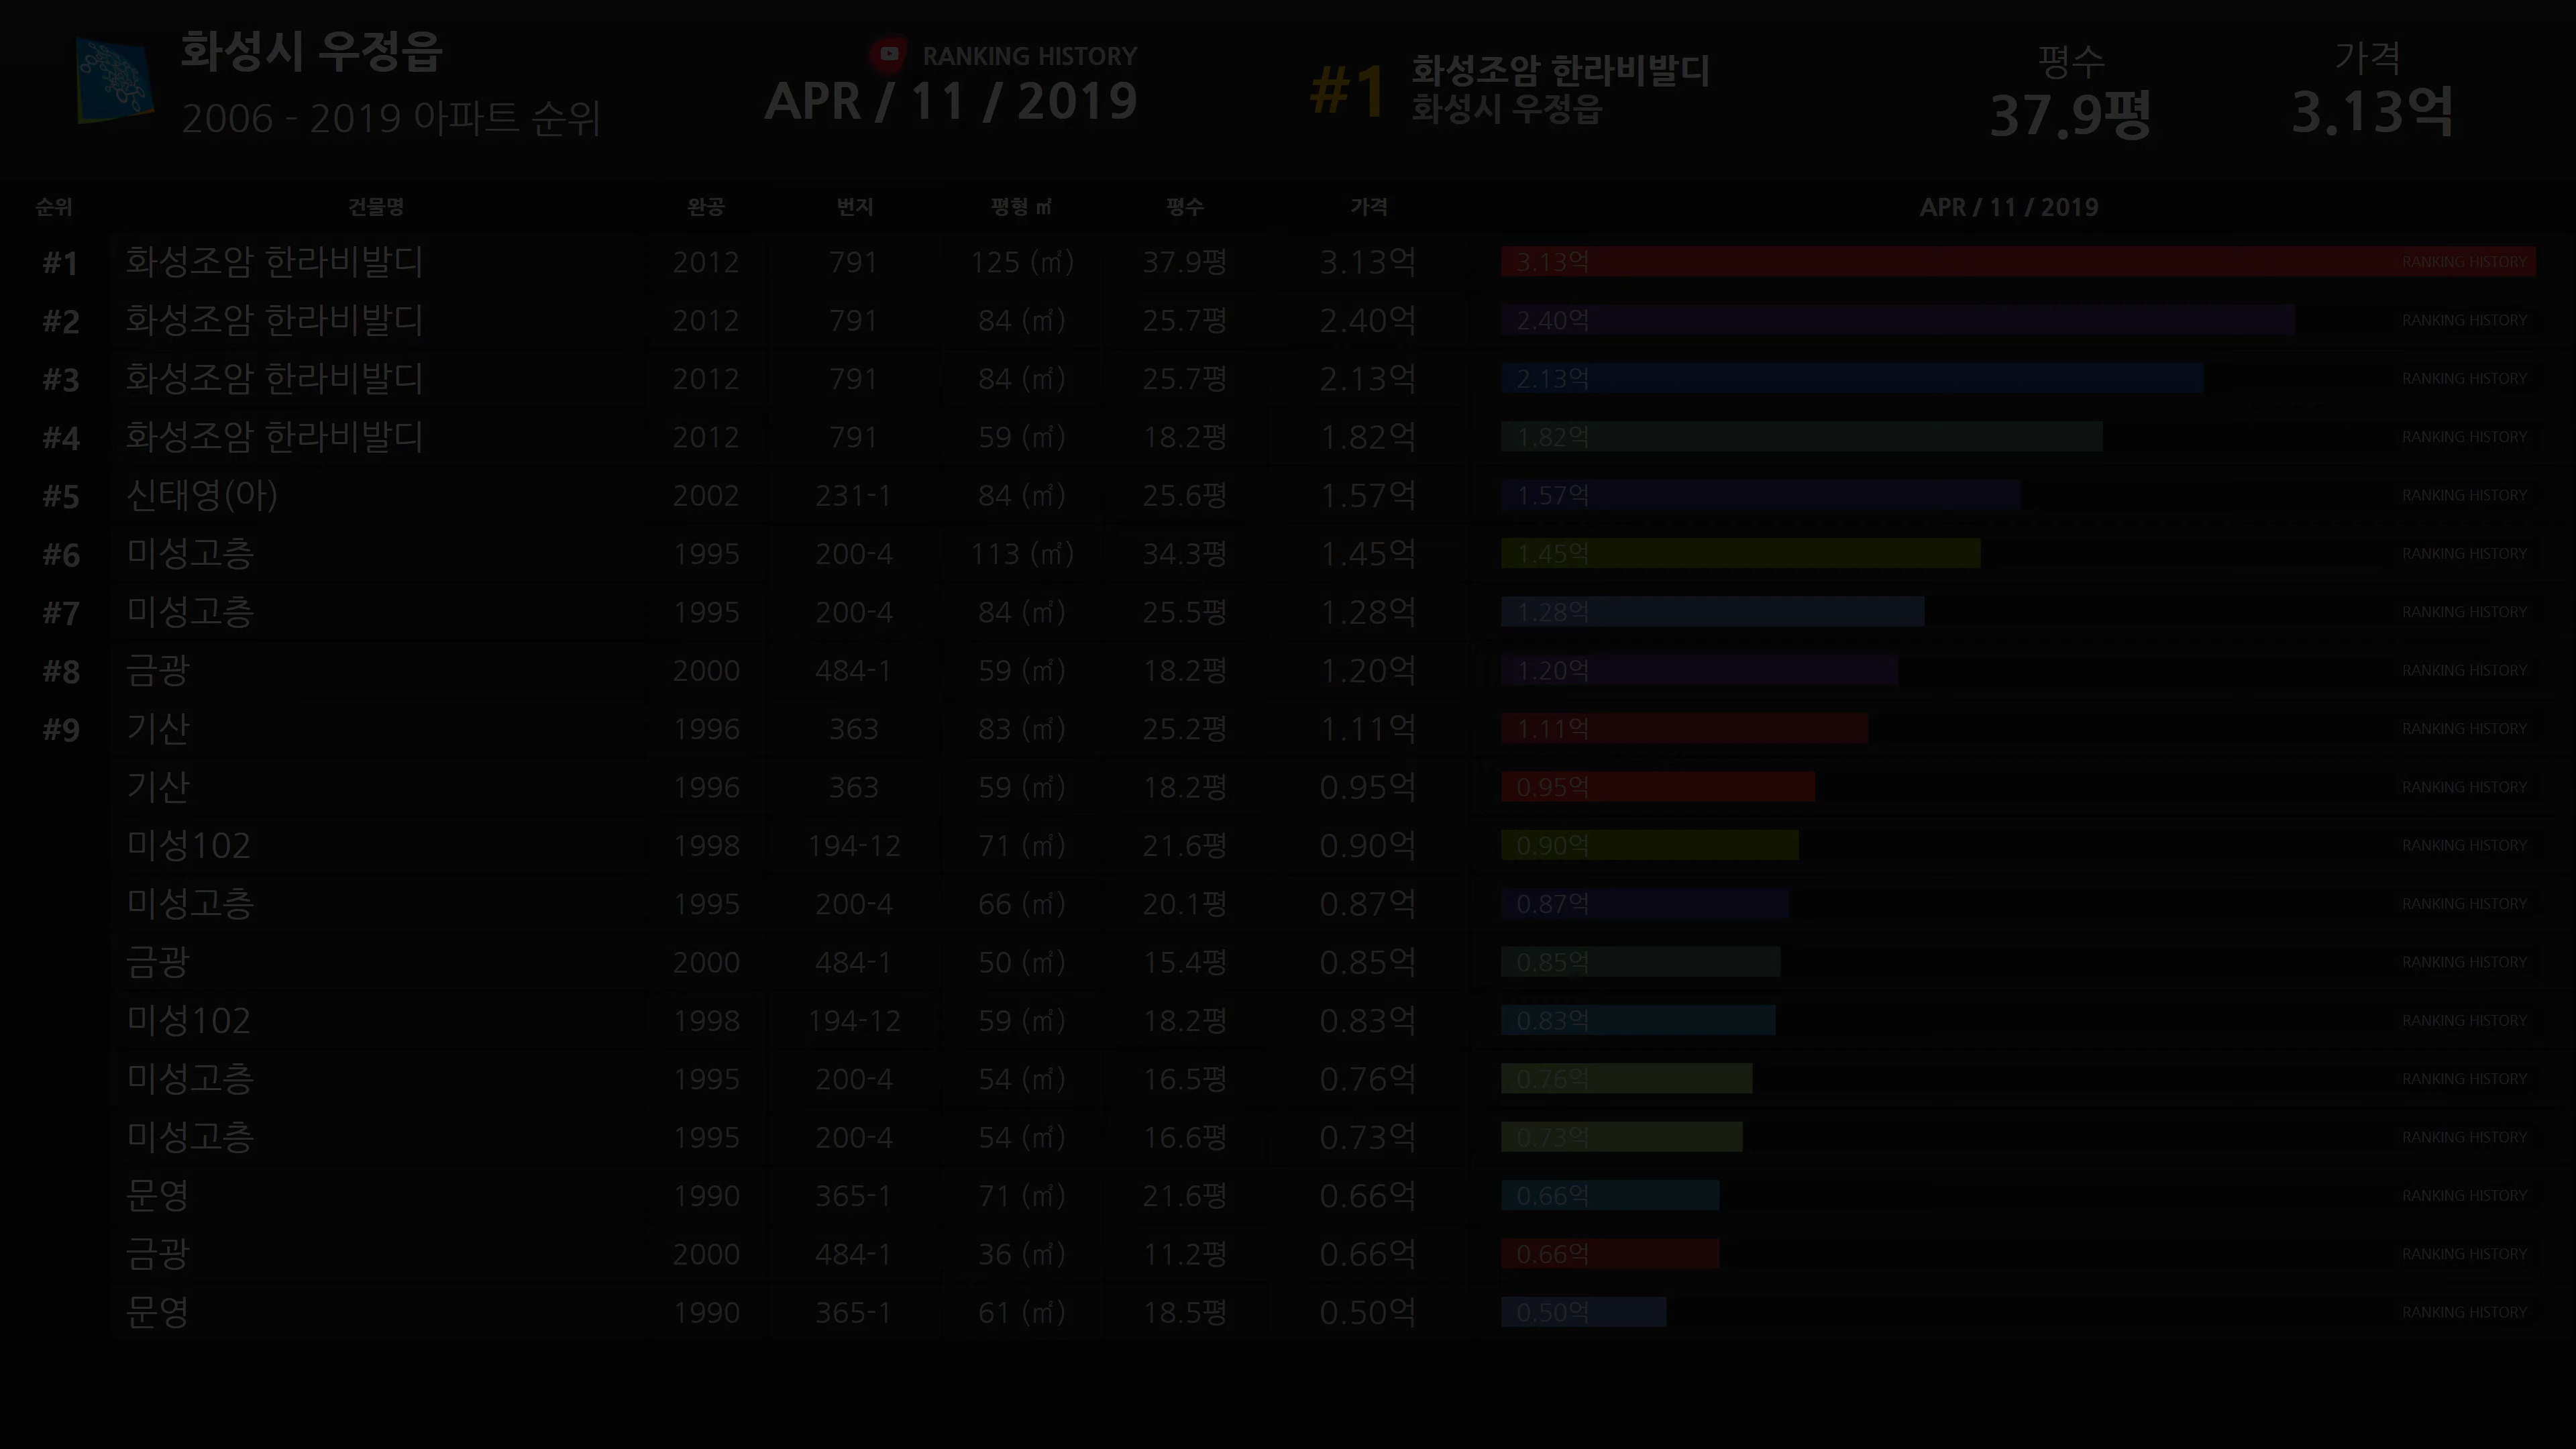 화성시 우정읍
2006 - 2019 아파트 순위
RANKING HISTORY
APR / 11 / 2019
#1 화성조암 한라비발디
화성시 우정읍
평수
37.9평
가격
3.13억
순위 건물명 완공 번지 평형 ㎡ 평수 가격 APR / 11 / 2019
#1 화성조암 한라비발디 2012 791 125 (㎡) 37.9평 3.13억 3.13억 RANKING HISTORY
#2 화성조암 한라비발디 2012 791 84 (㎡) 25.7평 2.40억 2.40억 RANKING HISTORY
#3 화성조암 한라비발디 2012 791 84 (㎡) 25.7평 2.13억 2.13억 RANKING HISTORY
#4 화성조암 한라비발디 2012 791 59 (㎡) 18.2평 1.82억 1.82억 RANKING HISTORY
#5 신태영(아) 2002 231-1 84 (㎡) 25.6평 1.57억 1.57억 RANKING HISTORY
#6 미성고층 1995 200-4 113 (㎡) 34.3평 1.45억 1.45억 RANKING HISTORY
#7 미성고층 1995 200-4 84 (㎡) 25.5평 1.28억 1.28억 RANKING HISTORY
#8 금광 2000 484-1 59 (㎡) 18.2평 1.20억 1.20억 RANKING HISTORY
#9 기산 1996 363 83 (㎡) 25.2평 1.11억 1.11억 RANKING HISTORY
기산 1996 363 59 (㎡) 18.2평 0.95억 0.95억 RANKING HISTORY
미성102 1998 194-12 71 (㎡) 21.6평 0.90억 0.90억 RANKING HISTORY
미성고층 1995 200-4 66 (㎡) 20.1평 0.87억 0.87억 RANKING HISTORY
금광 2000 484-1 50 (㎡) 15.4평 0.85억 0.85억 RANKING HISTORY
미성102 1998 194-12 59 (㎡) 18.2평 0.83억 0.83억 RANKING HISTORY
미성고층 1995 200-4 54 (㎡) 16.5평 0.76억 0.76억 RANKING HISTORY
미성고층 1995 200-4 54 (㎡) 16.6평 0.73억 0.73억 RANKING HISTORY
문영 1990 365-1 71 (㎡) 21.6평 0.66억 0.66억 RANKING HISTORY
금광 2000 484-1 36 (㎡) 11.2평 0.66억 0.66억 RANKING HISTORY
문영 1990 365-1 61 (㎡) 18.5평 0.50억 0.50억 RANKING HISTORY